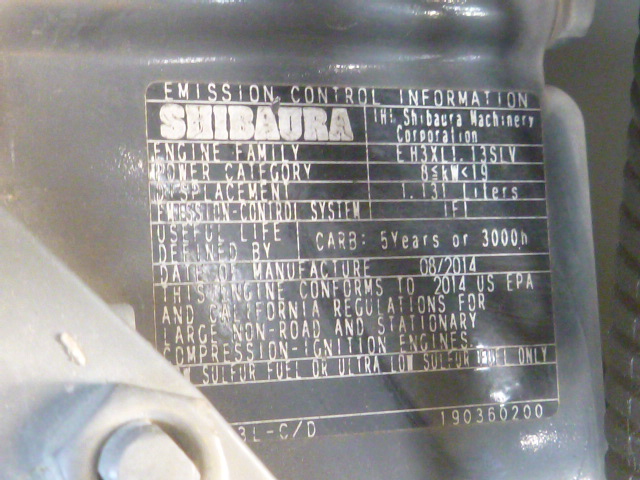 EMISSION CONTROL INFORMATION
SHIBAURA
IHI Shibaura Machinery
Corporation
ENGINE FAMILY EH3XL1.13SLV
POWER CATEGORY 8≦kW<19
DISPLACEMENT 1.131 liters
EMISSION-CONTROL SYSTEM IFI
USEFUL LIFE
DEFINED BY CARB: 5Years or 3000h
DATE OF MANUFACTURE 08/2014
THIS ENGINE CONFORMS TO 2014 US EPA
AND CALIFORNIA REGULATIONS FOR
LARGE NON-ROAD AND STATIONARY
COMPRESSION-IGNITION ENGINES.
LOW SULFUR FUEL OR ULTRA LOW SULFUR FUEL ONLY
3L-C/D 190360200